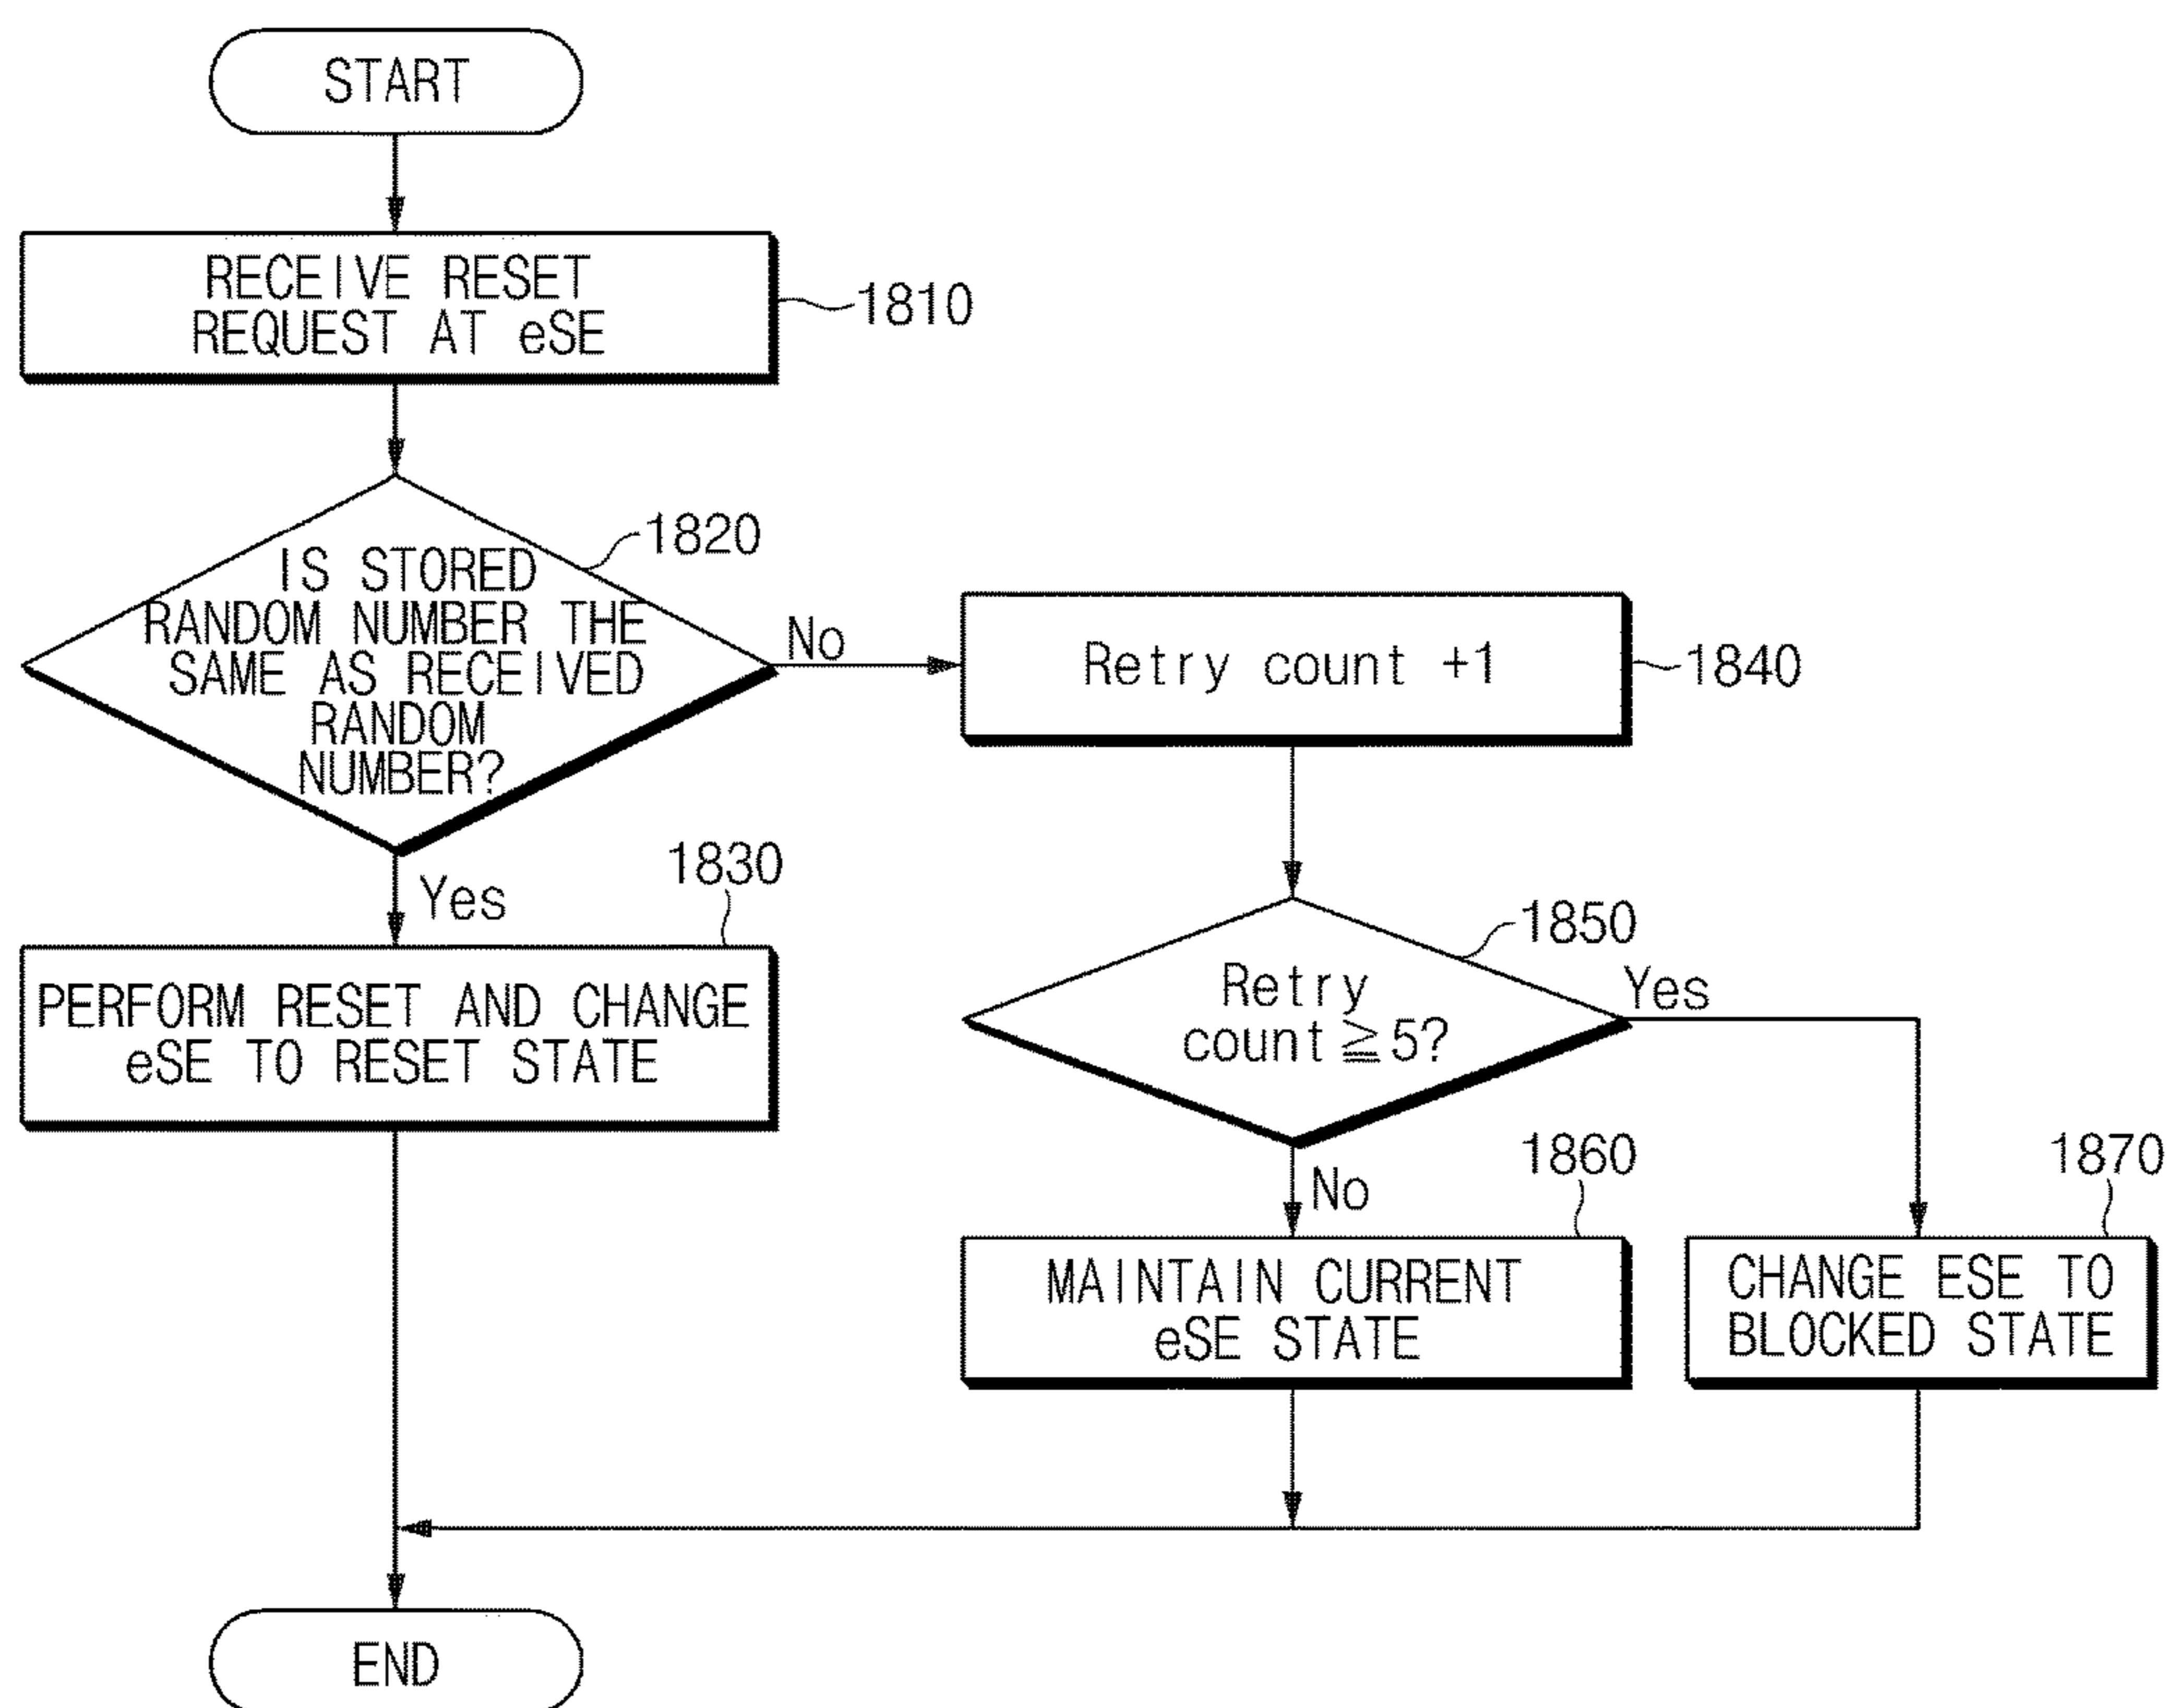 START
RECEIVE RESET
REQUEST AT eSE
1810
1820
IS STORED
RANDOM NUMBER THE
SAME AS RECEIVED
RANDOM
NUMBER?
No
Yes
Retry count +1
1840
1830
PERFORM RESET AND CHANGE
eSE TO RESET STATE
1850
Retry
count ≧ 5?
Yes
No
1860
MAINTAIN CURRENT
eSE STATE
1870
CHANGE ESE TO
BLOCKED STATE
END